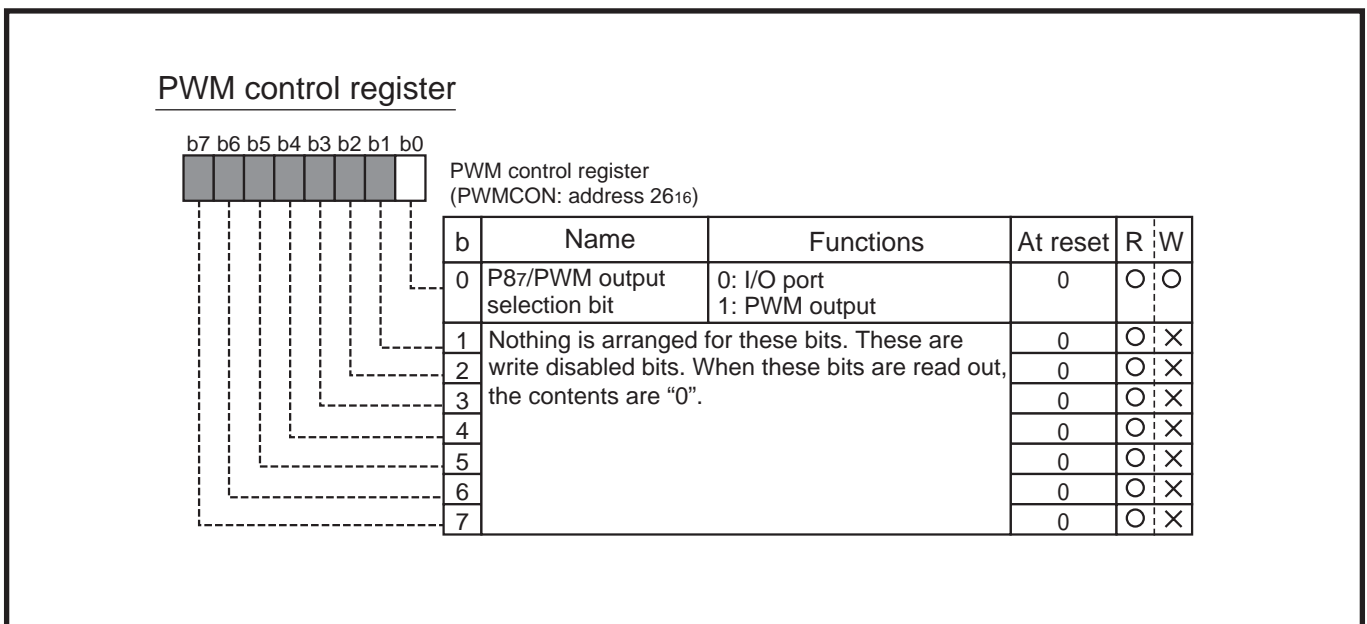 PWM control register
b7 b6 b5 b4 b3 b2 b1 b0
PWM control register
(PWMCON: address 2616)
b Name Functions At reset R W
0 P87/PWM output selection bit 0: I/O port 1: PWM output 0 O O
1 Nothing is arranged for these bits. These are 0 O ×
2 write disabled bits. When these bits are read out, 0 O ×
3 the contents are “0”. 0 O ×
4 0 O ×
5 0 O ×
6 0 O ×
7 0 O ×